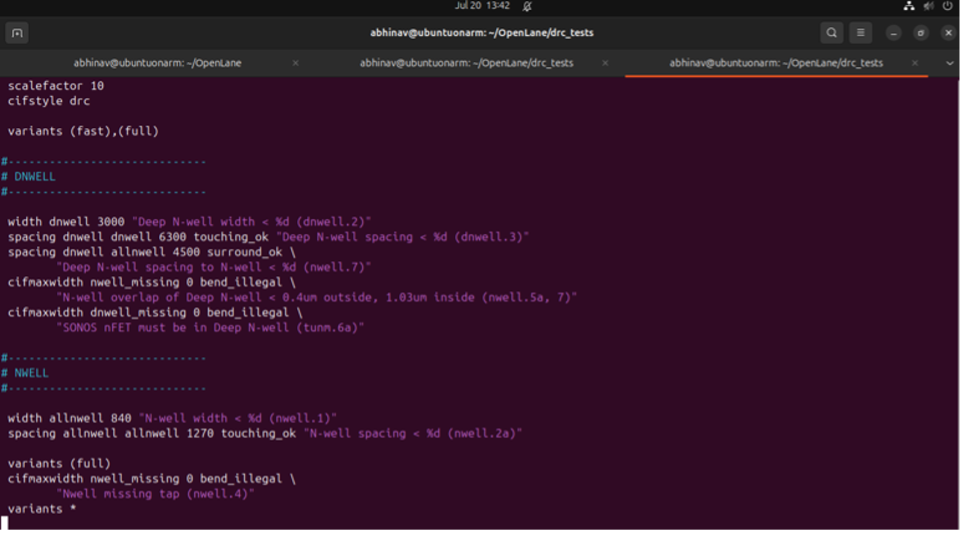 Jul 20 13:42
abhinav@ubuntuonarm: ~/OpenLane/drc_tests
abhinav@ubuntuonarm: ~/OpenLane
abhinav@ubuntuonarm: ~/OpenLane/drc_tests
abhinav@ubuntuonarm: ~/OpenLane/drc_tests
scalefactor 10
cifstyle drc
variants (fast),(full)
#-----------------------------
# DNWELL
#-----------------------------
width dnwell 3000 "Deep N-well width < %d (dnwell.2)"
spacing dnwell dnwell 6300 touching_ok "Deep N-well spacing < %d (dnwell.3)"
spacing dnwell allnwell 4500 surround_ok \
"Deep N-well spacing to N-well < %d (nwell.7)"
cifmaxwidth nwell_missing 0 bend_illegal \
"N-well overlap of Deep N-well < 0.4um outside, 1.03um inside (nwell.5a, 7)"
cifmaxwidth dnwell_missing 0 bend_illegal \
"SONOS nFET must be in Deep N-well (tunm.6a)"
#-----------------------------
# NWELL
#-----------------------------
width allnwell 840 "N-well width < %d (nwell.1)"
spacing allnwell allnwell 1270 touching_ok "N-well spacing < %d (nwell.2a)"
variants (full)
cifmaxwidth nwell_missing 0 bend_illegal \
"Nwell missing tap (nwell.4)"
variants *